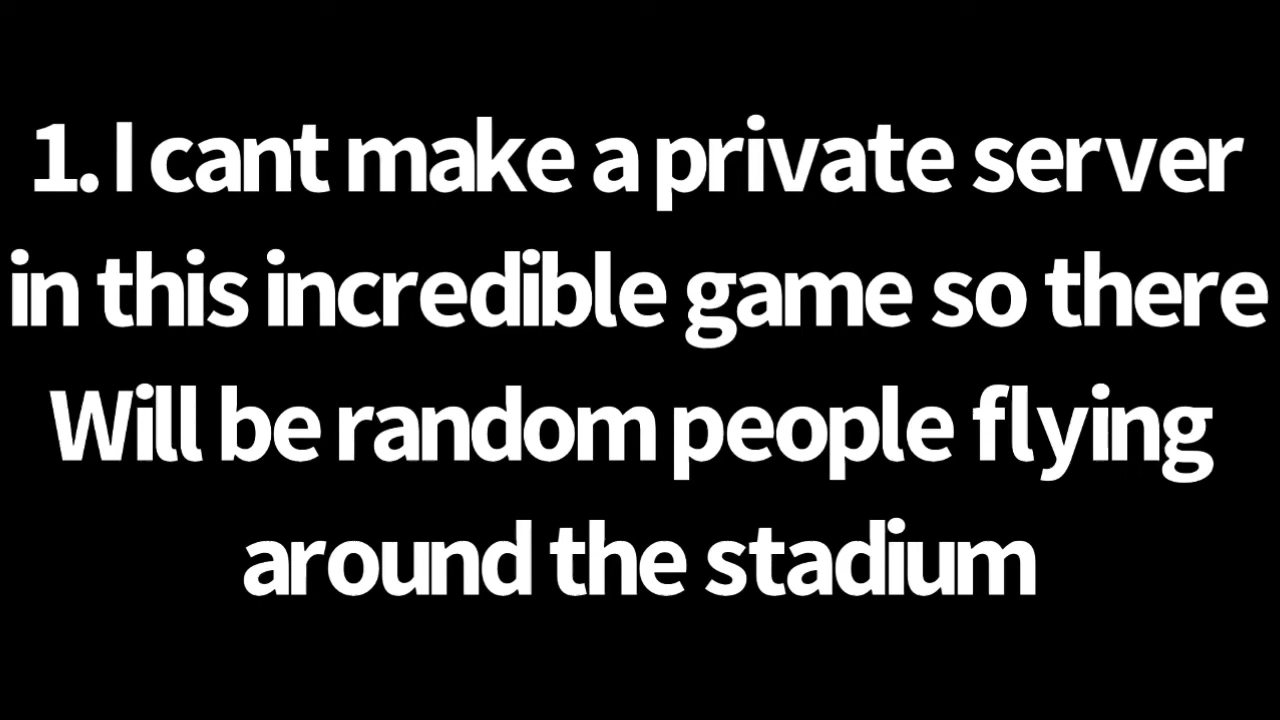 1. I cant make a private server
in this incredible game so there
Will be random people flying
around the stadium